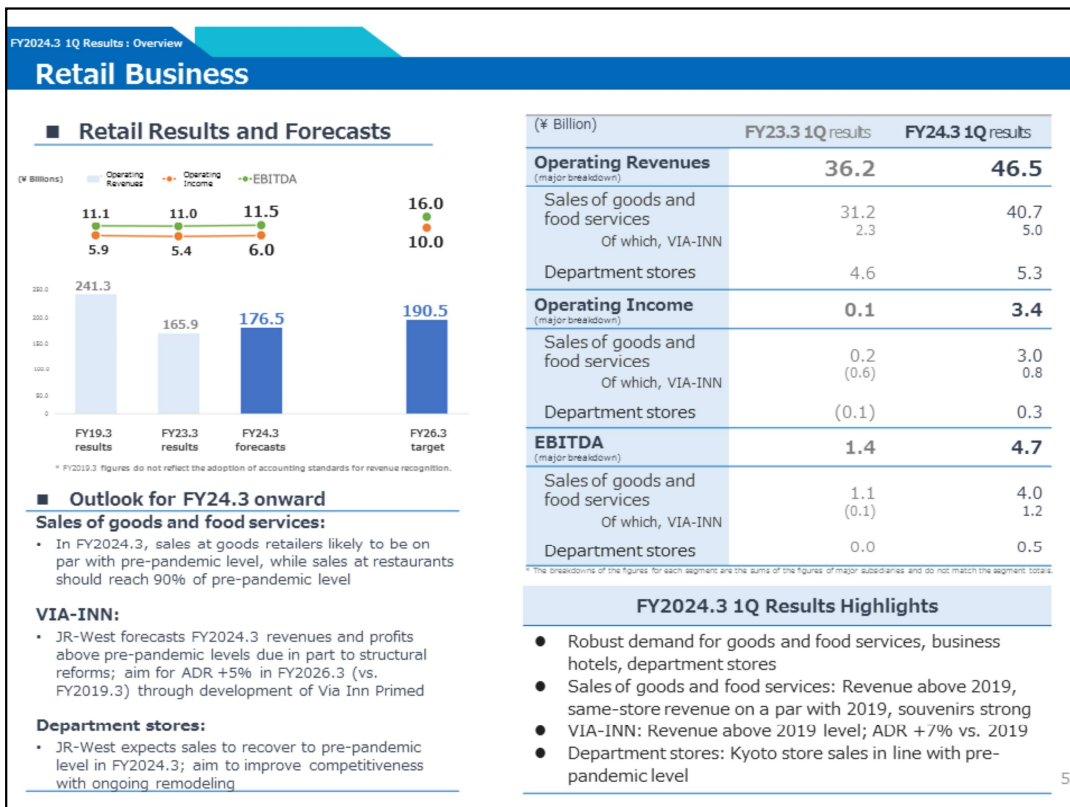 FY2024.3 1Q Results : Overview
Retail Business
■ Retail Results and Forecasts
(¥ Billions)
Operating Revenues
Operating Income
EBITDA
11.1 11.0 11.5 16.0
5.9 5.4 6.0 10.0
250.0
200.0
150.0
100.0
50.0
0
241.3 165.9 176.5 190.5
FY19.3 results
FY23.3 results
FY24.3 forecasts
FY26.3 target
* FY2019.3 figures do not reflect the adoption of accounting standards for revenue recognition.
■ Outlook for FY24.3 onward
Sales of goods and food services:
• In FY2024.3, sales at goods retailers likely to be on
par with pre-pandemic level, while sales at restaurants
should reach 90% of pre-pandemic level
VIA-INN:
• JR-West forecasts FY2024.3 revenues and profits
above pre-pandemic levels due in part to structural
reforms; aim for ADR +5% in FY2026.3 (vs.
FY2019.3) through development of Via Inn Primed
Department stores:
• JR-West expects sales to recover to pre-pandemic
level in FY2024.3; aim to improve competitiveness
with ongoing remodeling
(¥ Billion) FY23.3 1Q results FY24.3 1Q results
Operating Revenues 36.2 46.5
(major breakdown)
Sales of goods and
food services 31.2 40.7
Of which, VIA-INN 2.3 5.0
Department stores 4.6 5.3
Operating Income 0.1 3.4
(major breakdown)
Sales of goods and
food services 0.2 3.0
Of which, VIA-INN (0.6) 0.8
Department stores (0.1) 0.3
EBITDA 1.4 4.7
(major breakdown)
Sales of goods and
food services 1.1 4.0
Of which, VIA-INN (0.1) 1.2
Department stores 0.0 0.5
* The breakdowns of the figures for each segment are the sums of the figures of major subsidiaries and do not match the segment totals.
FY2024.3 1Q Results Highlights
● Robust demand for goods and food services, business
hotels, department stores
● Sales of goods and food services: Revenue above 2019,
same-store revenue on a par with 2019, souvenirs strong
● VIA-INN: Revenue above 2019 level; ADR +7% vs. 2019
● Department stores: Kyoto store sales in line with pre-
pandemic level
5